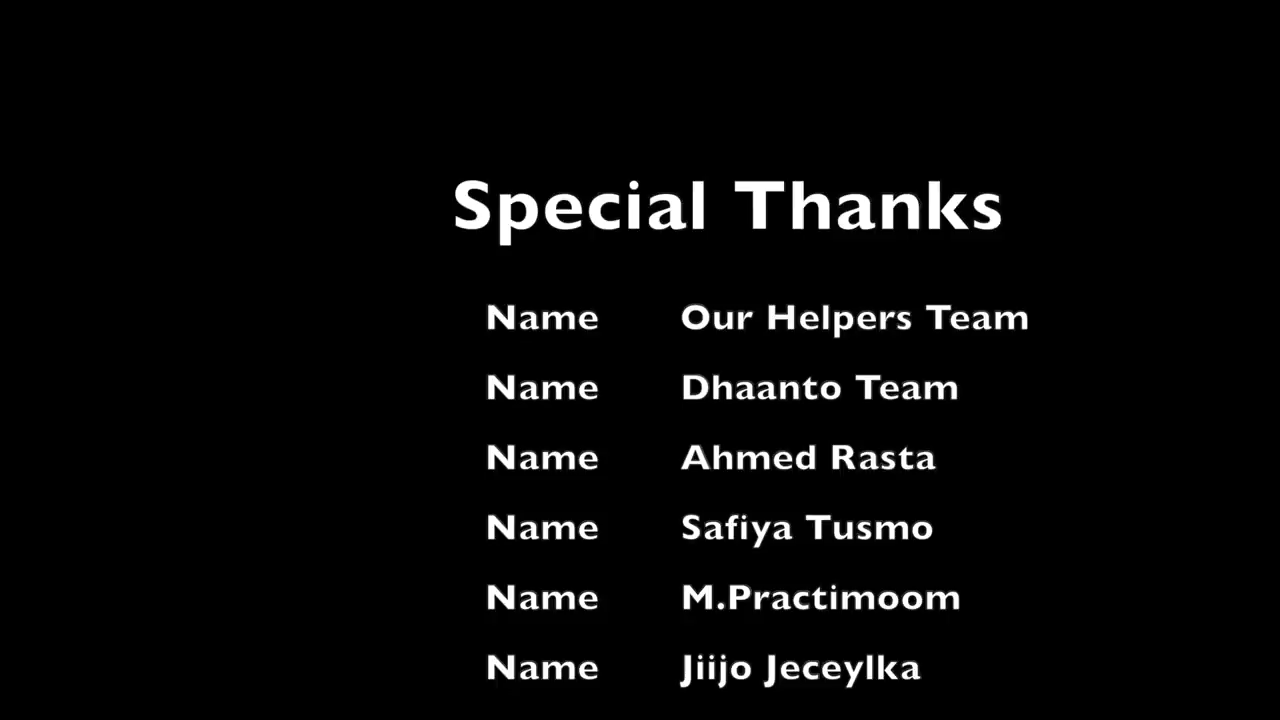 Special Thanks
Name Our Helpers Team
Name Dhaanto Team
Name Ahmed Rasta
Name Safiya Tusmo
Name M.Practimoom
Name Jiijo Jeceylka